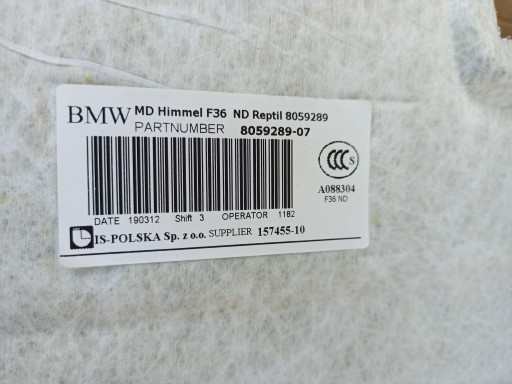 BMW MD Himmel F36 ND Reptil 8059289
PARTNUMBER 8059289-07
CCC S
A088304
F36 ND
DATE 190312 Shift 3 OPERATOR 1182
IS-POLSKA Sp. z o.o. SUPPLIER 157455-10